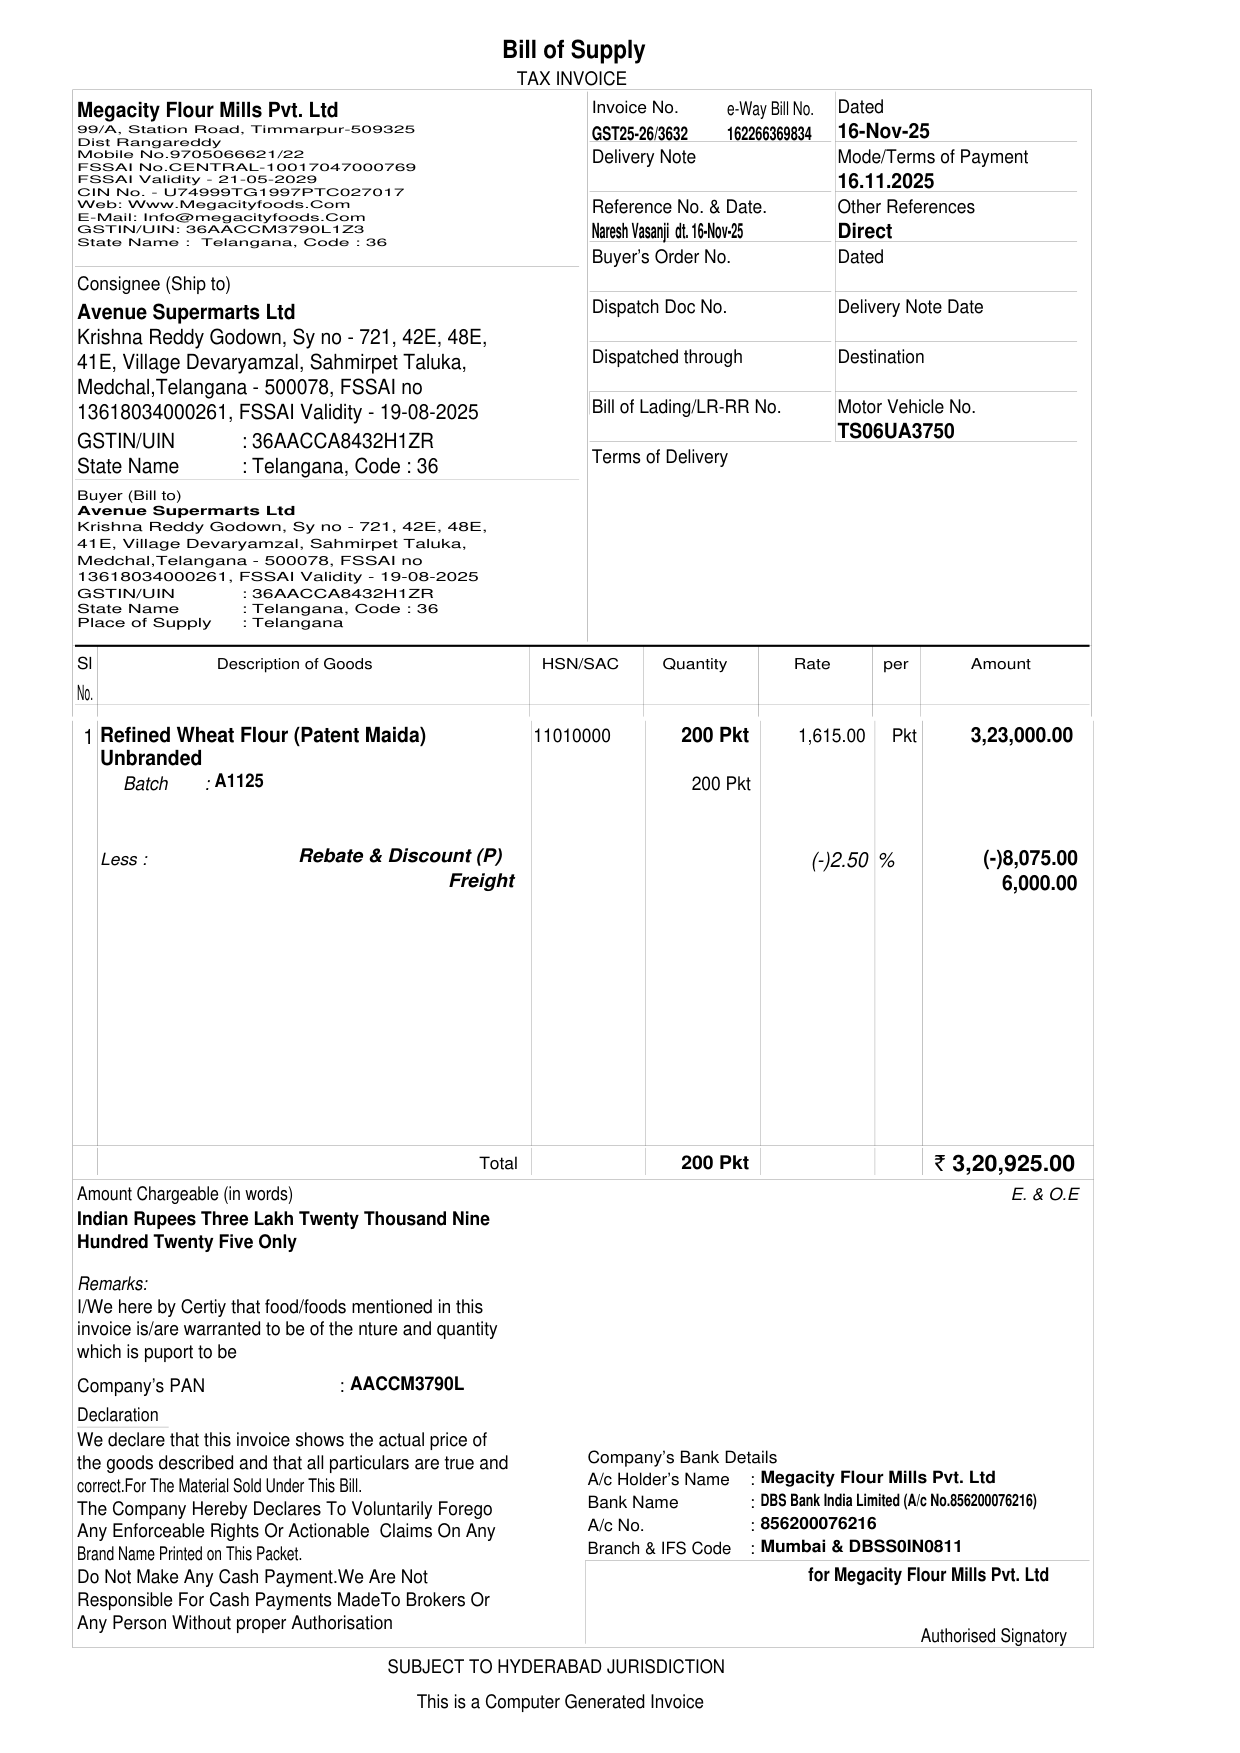 Bill of Supply
TAX INVOICE
Megacity Flour Mills Pvt. Ltd
99/A, Station Road, Timmarpur-509325
Dist Rangareddy
Mobile No.9705066621/22
FSSAI No.CENTRAL-10017047000769
FSSAI Validity - 21-05-2029
CIN No. - U74999TG1997PTC027017
Web: Www.Megacityfoods.Com
E-Mail: Info@megacityfoods.Com
GSTIN/UIN: 36AACCM3790L1Z3
State Name : Telangana, Code : 36
Invoice No. e-Way Bill No. Dated
GST25-26/3632 162266369834 16-Nov-25
Delivery Note Mode/Terms of Payment
16.11.2025
Reference No. & Date. Other References
Naresh Vasanji dt. 16-Nov-25 Direct
Buyer's Order No. Dated
Dispatch Doc No. Delivery Note Date
Dispatched through Destination
Bill of Lading/LR-RR No. Motor Vehicle No.
TS06UA3750
Terms of Delivery
Consignee (Ship to)
Avenue Supermarts Ltd
Krishna Reddy Godown, Sy no - 721, 42E, 48E,
41E, Village Devaryamzal, Sahmirpet Taluka,
Medchal,Telangana - 500078, FSSAI no
13618034000261, FSSAI Validity - 19-08-2025
GSTIN/UIN : 36AACCA8432H1ZR
State Name : Telangana, Code : 36
Buyer (Bill to)
Avenue Supermarts Ltd
Krishna Reddy Godown, Sy no - 721, 42E, 48E,
41E, Village Devaryamzal, Sahmirpet Taluka,
Medchal,Telangana - 500078, FSSAI no
13618034000261, FSSAI Validity - 19-08-2025
GSTIN/UIN : 36AACCA8432H1ZR
State Name : Telangana, Code : 36
Place of Supply : Telangana
Sl Description of Goods HSN/SAC Quantity Rate per Amount
No.
1 Refined Wheat Flour (Patent Maida) 11010000 200 Pkt 1,615.00 Pkt 3,23,000.00
Unbranded
Batch : A1125 200 Pkt
Less : Rebate & Discount (P) (-)2.50 % (-)8,075.00
Freight 6,000.00
Total 200 Pkt ₹ 3,20,925.00
Amount Chargeable (in words) E. & O.E
Indian Rupees Three Lakh Twenty Thousand Nine
Hundred Twenty Five Only
Remarks:
I/We here by Certiy that food/foods mentioned in this
invoice is/are warranted to be of the nture and quantity
which is puport to be
Company's PAN : AACCM3790L
Declaration
We declare that this invoice shows the actual price of
the goods described and that all particulars are true and
correct.For The Material Sold Under This Bill.
The Company Hereby Declares To Voluntarily Forego
Any Enforceable Rights Or Actionable Claims On Any
Brand Name Printed on This Packet.
Do Not Make Any Cash Payment.We Are Not
Responsible For Cash Payments MadeTo Brokers Or
Any Person Without proper Authorisation
Company's Bank Details
A/c Holder's Name : Megacity Flour Mills Pvt. Ltd
Bank Name : DBS Bank India Limited (A/c No.856200076216)
A/c No. : 856200076216
Branch & IFS Code : Mumbai & DBSS0IN0811
for Megacity Flour Mills Pvt. Ltd
Authorised Signatory
SUBJECT TO HYDERABAD JURISDICTION
This is a Computer Generated Invoice